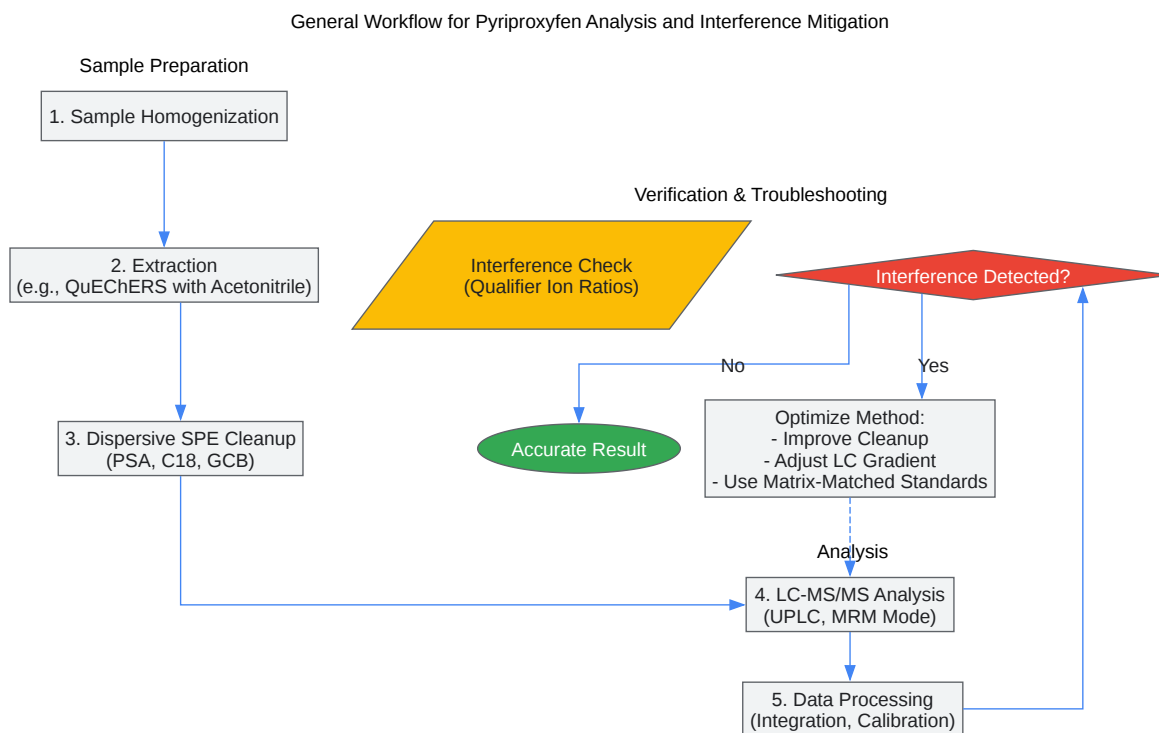 General Workflow for Pyriproxyfen Analysis and Interference Mitigation
Sample Preparation
1. Sample Homogenization
2. Extraction
(e.g., QuEChERS with Acetonitrile)
3. Dispersive SPE Cleanup
(PSA, C18, GCB)
Verification & Troubleshooting
Interference Check
(Qualifier Ion Ratios)
Interference Detected?
No
Yes
Accurate Result
Optimize Method:
- Improve Cleanup
- Adjust LC Gradient
- Use Matrix-Matched Standards
Analysis
4. LC-MS/MS Analysis
(UPLC, MRM Mode)
5. Data Processing
(Integration, Calibration)